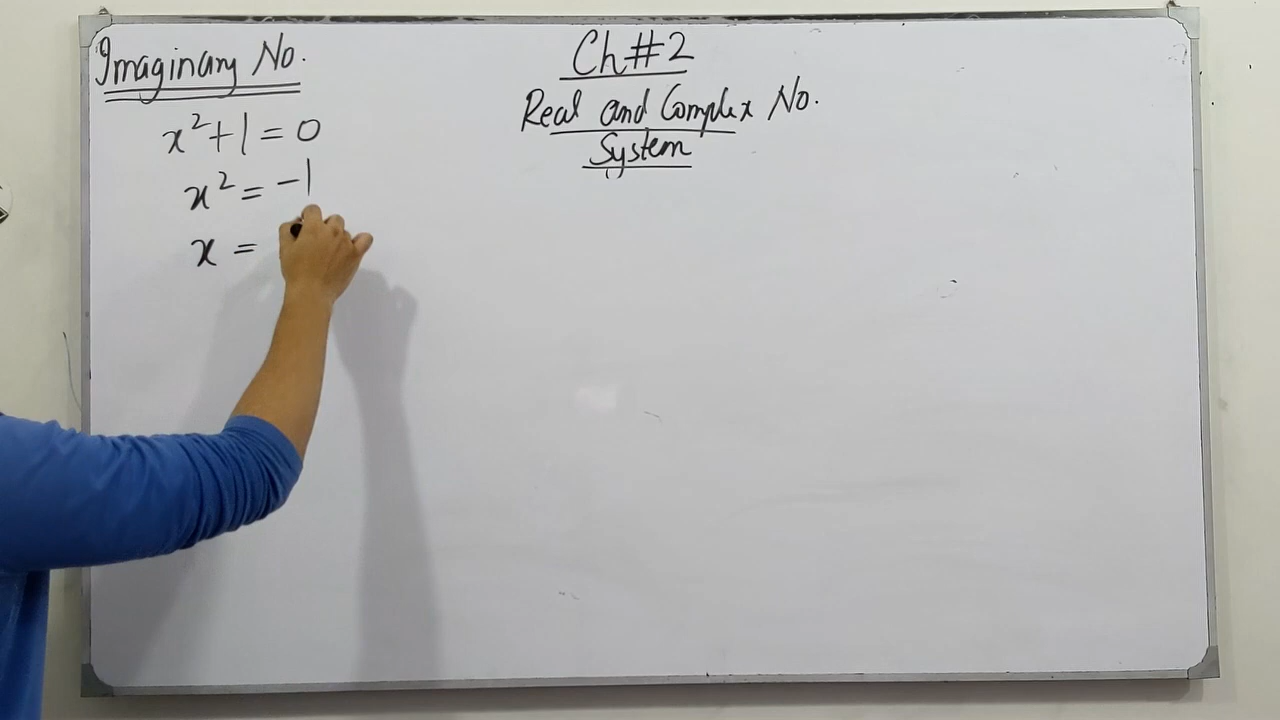 Imaginary No.
x²+1=0
x² = -1
x =
Ch#2
Real and Complex No.
System